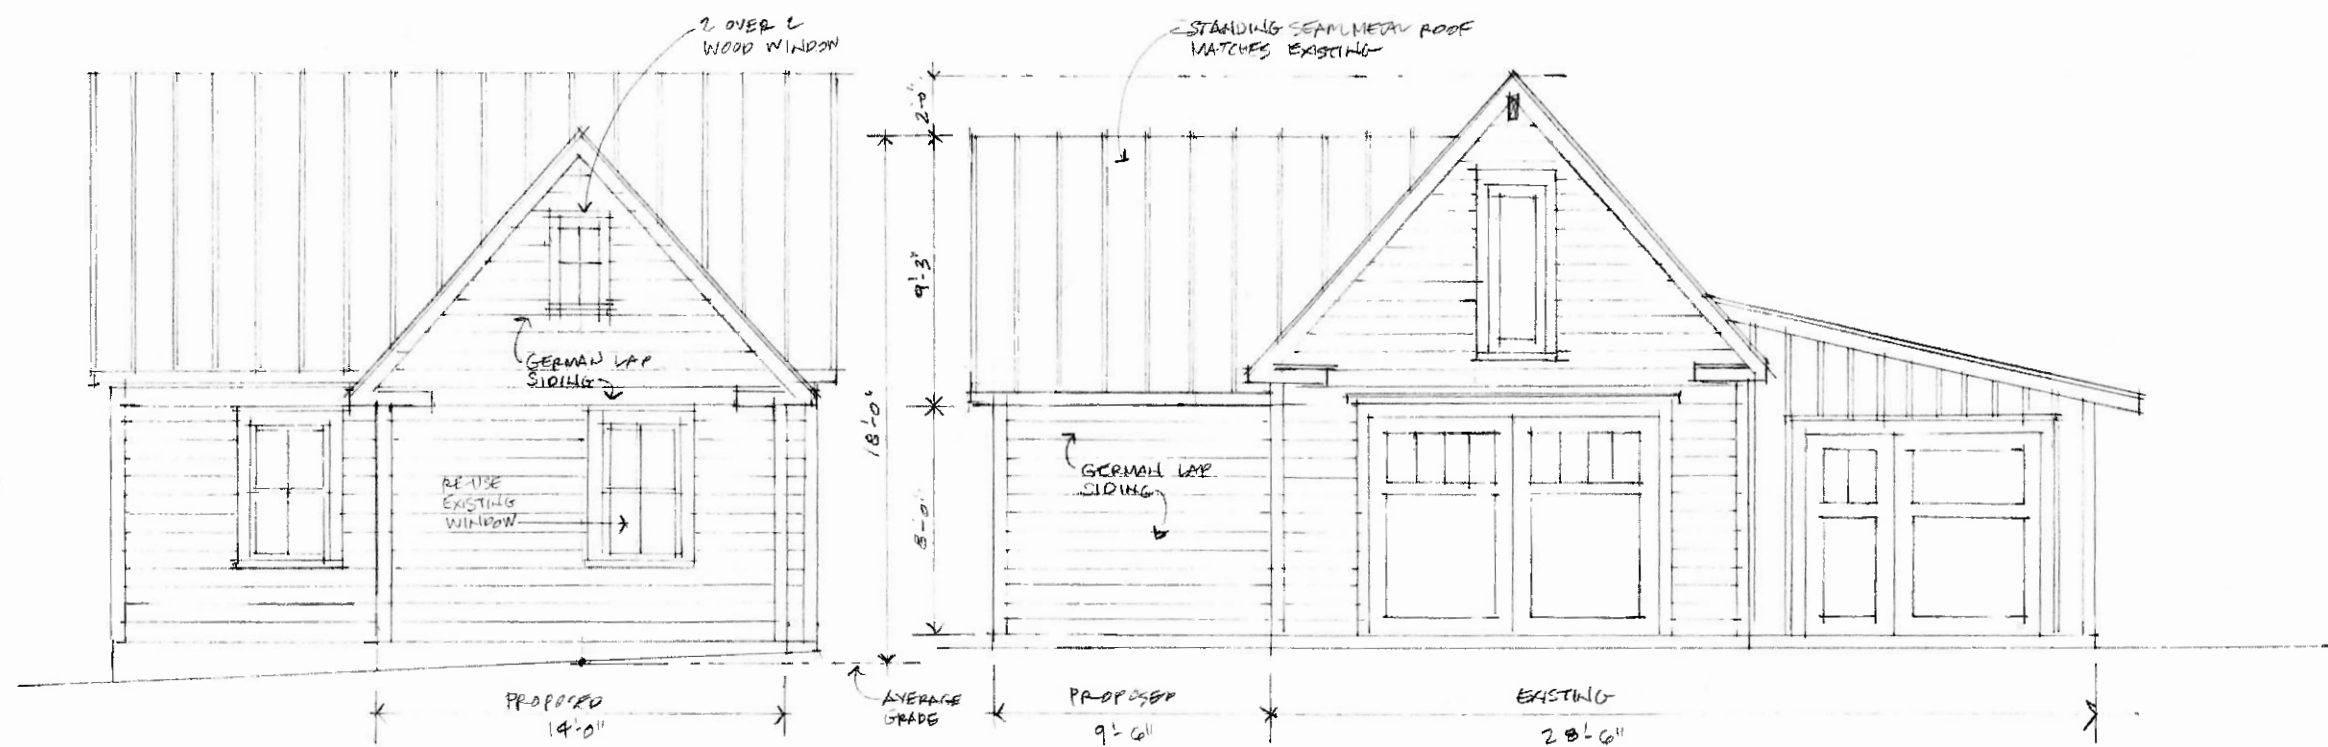 2 OVER 2
WOOD WINDOW
STANDING SEAM METAL ROOF
MATCHES EXISTING
2'-0"
9'-3"
18'-0"
8'-0"
GERMAN LAP
SIDING
RE-USE
EXISTING
WINDOW
GERMAN LAP
SIDING
AVERAGE
GRADE
PROPOSED
14'-0"
PROPOSED
9'-6"
EXISTING
28'-6"